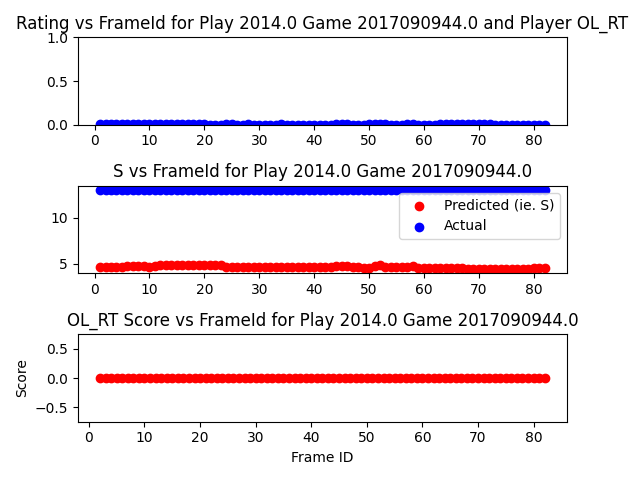 Rating vs FrameId for Play 2014.0 Game 2017090944.0 and Player OL_RT
1.0
0.5
0.0
0 10 20 30 40 50 60 70 80
S vs FrameId for Play 2014.0 Game 2017090944.0
10
5
Predicted (ie. S)
Actual
0 10 20 30 40 50 60 70 80
OL_RT Score vs FrameId for Play 2014.0 Game 2017090944.0
Score
0.5
0.0
−0.5
0 10 20 30 40 50 60 70 80
Frame ID